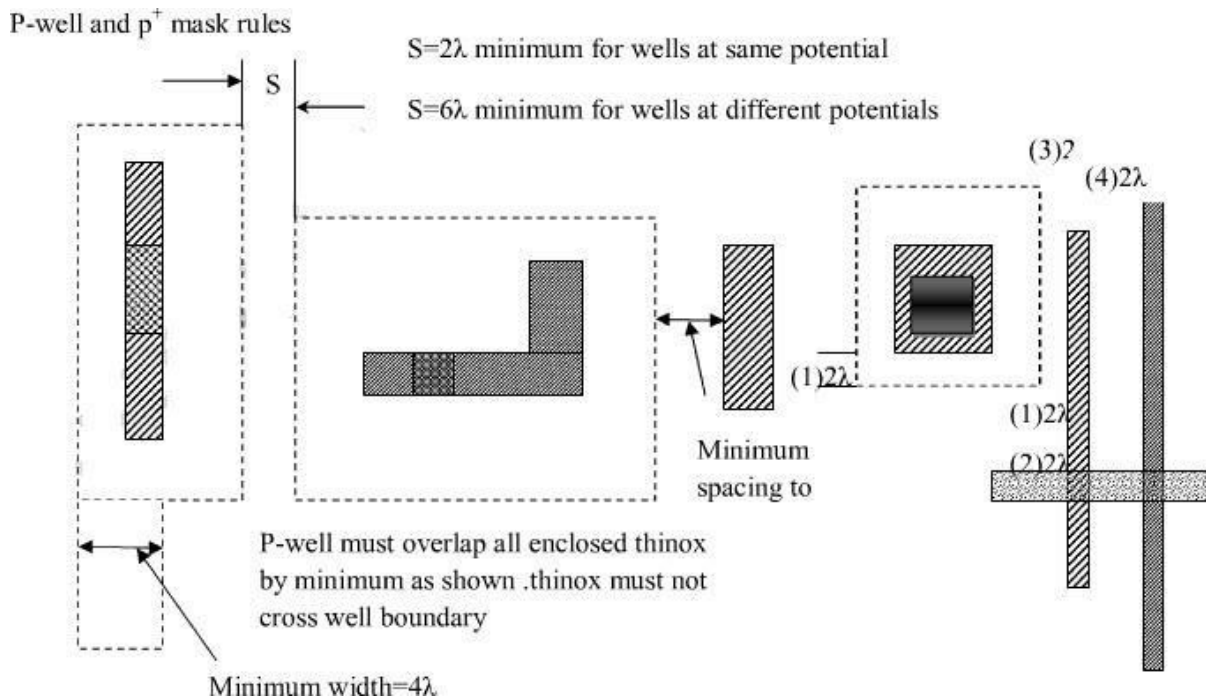 P-well and p⁺ mask rules
S=2λ minimum for wells at same potential
S
S=6λ minimum for wells at different potentials
(3)2
(4)2λ
(1)2λ
(1)2λ
(2)2λ
Minimum
spacing to
P-well must overlap all enclosed thinox
by minimum as shown .thinox must not
cross well boundary
Minimum width=4λ